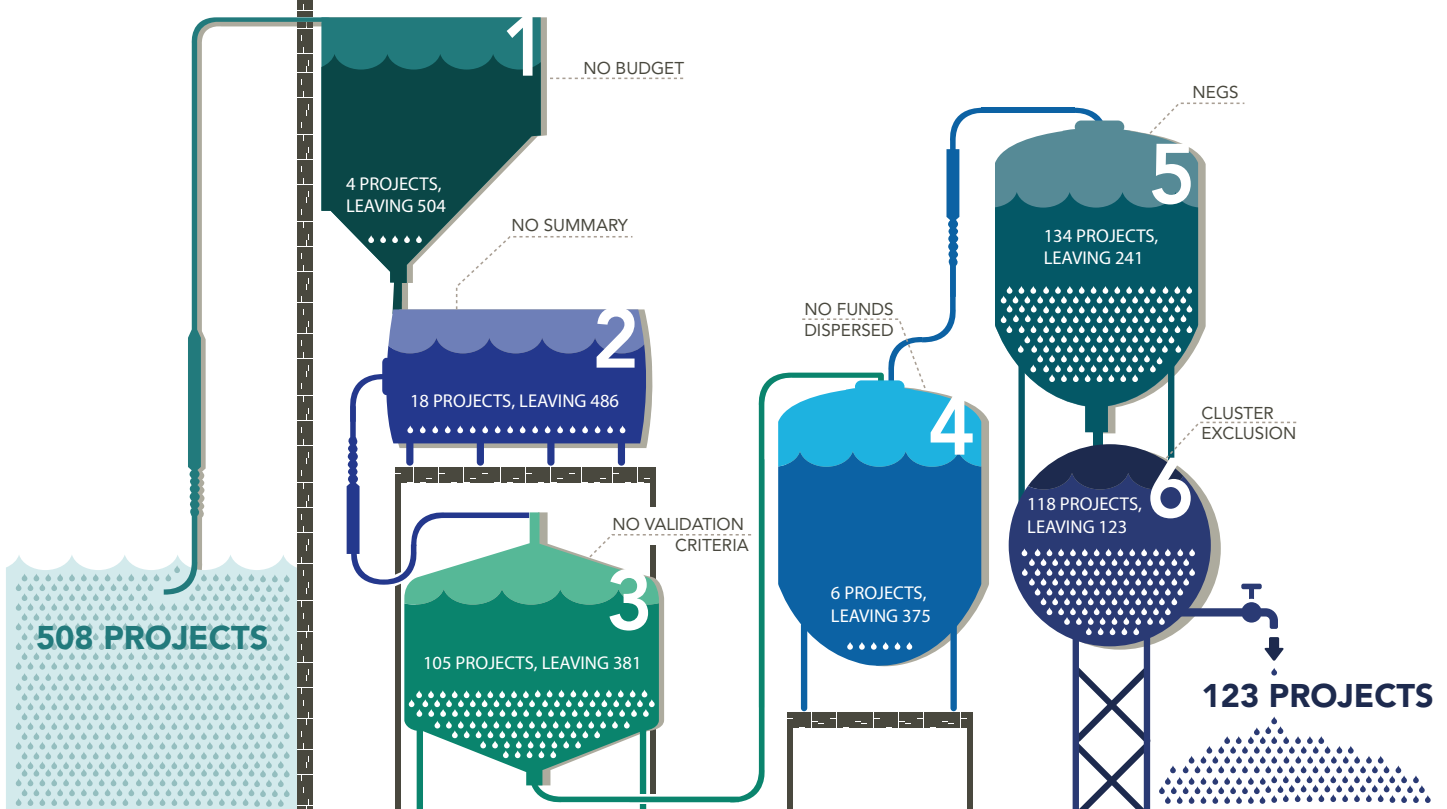 508 PROJECTS
1
NO BUDGET
4 PROJECTS,
LEAVING 504
2
NO SUMMARY
18 PROJECTS, LEAVING 486
3
NO VALIDATION
CRITERIA
105 PROJECTS, LEAVING 381
4
NO FUNDS
DISPERSED
6 PROJECTS,
LEAVING 375
5
NEGS
134 PROJECTS,
LEAVING 241
6
CLUSTER
EXCLUSION
118 PROJECTS,
LEAVING 123
123 PROJECTS